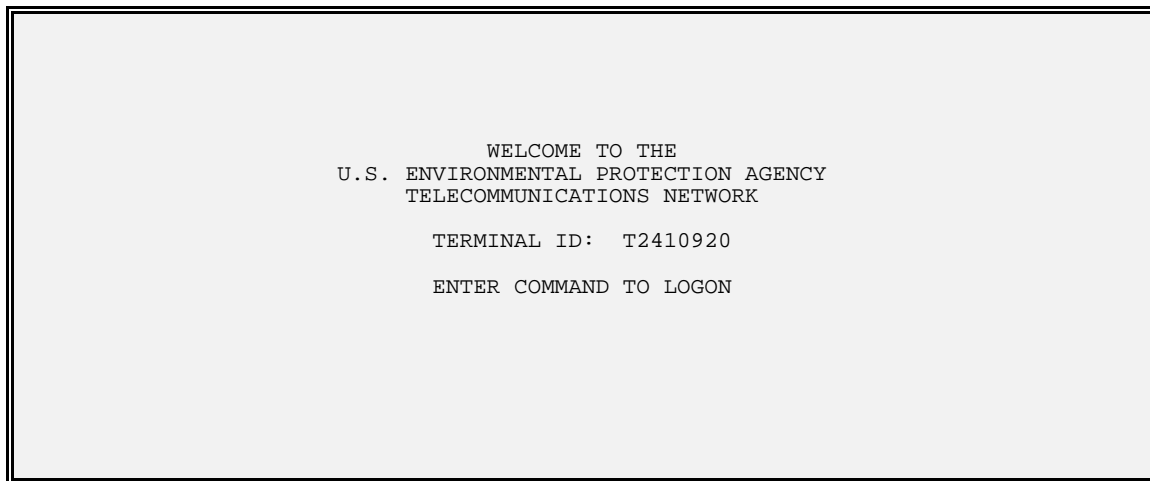 WELCOME TO THE
U.S. ENVIRONMENTAL PROTECTION AGENCY
TELECOMMUNICATIONS NETWORK
TERMINAL ID: T2410920
ENTER COMMAND TO LOGON